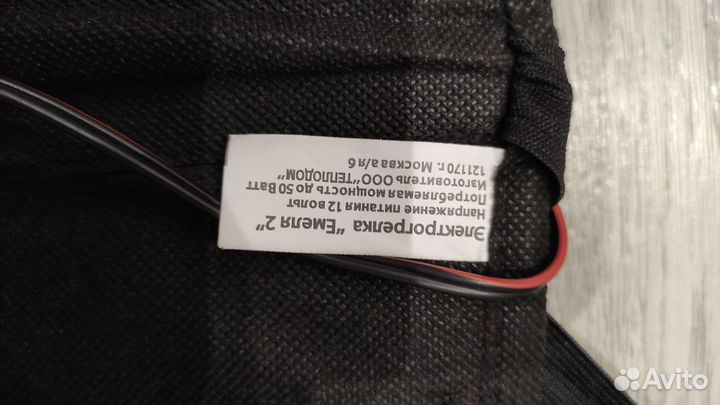 Электрогрелка "Емеля 2"
Напряжение питания 12 вольт
Потребляемая мощность до 50 Ватт
Изготовитель ООО "ТЕПЛОДОМ"
121170 г. Москва а/я 6
Avito